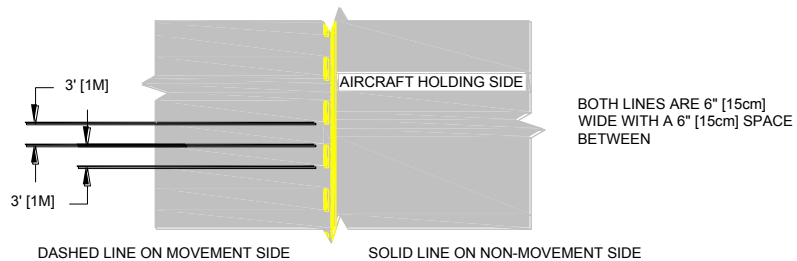 3' [1M]
AIRCRAFT HOLDING SIDE
BOTH LINES ARE 6" [15cm]
WIDE WITH A 6" [15cm] SPACE
BETWEEN
3' [1M]
DASHED LINE ON MOVEMENT SIDE
SOLID LINE ON NON-MOVEMENT SIDE